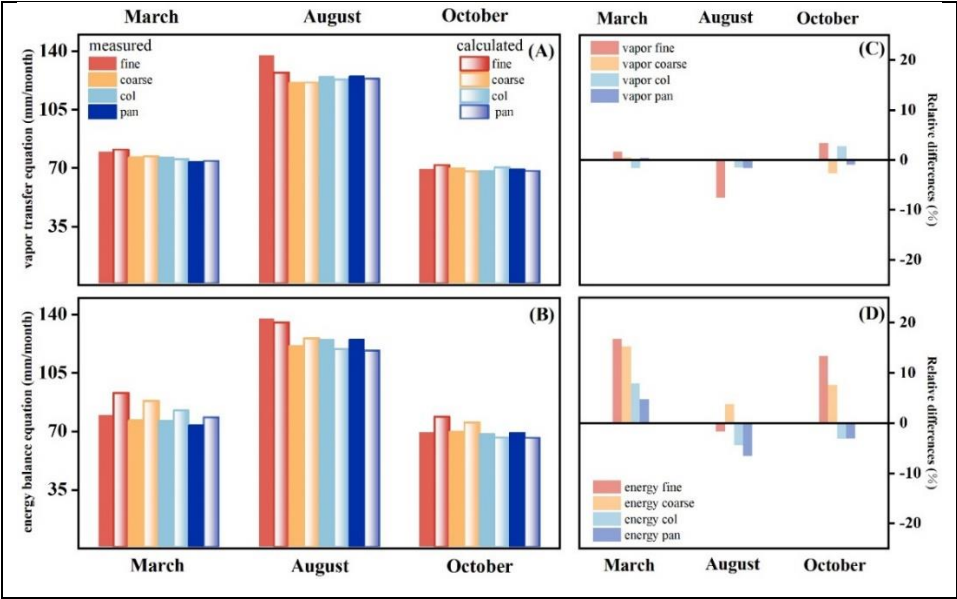 March
August
October
March
August
October
vapor transfer equation (mm/month)
140
105
70
35
measured
fine
coarse
col
pan
(A)
calculated
fine
coarse
col
pan
vapor fine
vapor coarse
vapor col
vapor pan
(C)
20
10
0
-10
-20
Relative differences (%)
energy balance equation (mm/month)
140
105
70
35
(B)
(D)
energy fine
energy coarse
energy col
energy pan
20
10
0
-10
-20
Relative differences (%)
March
August
October
March
August
October